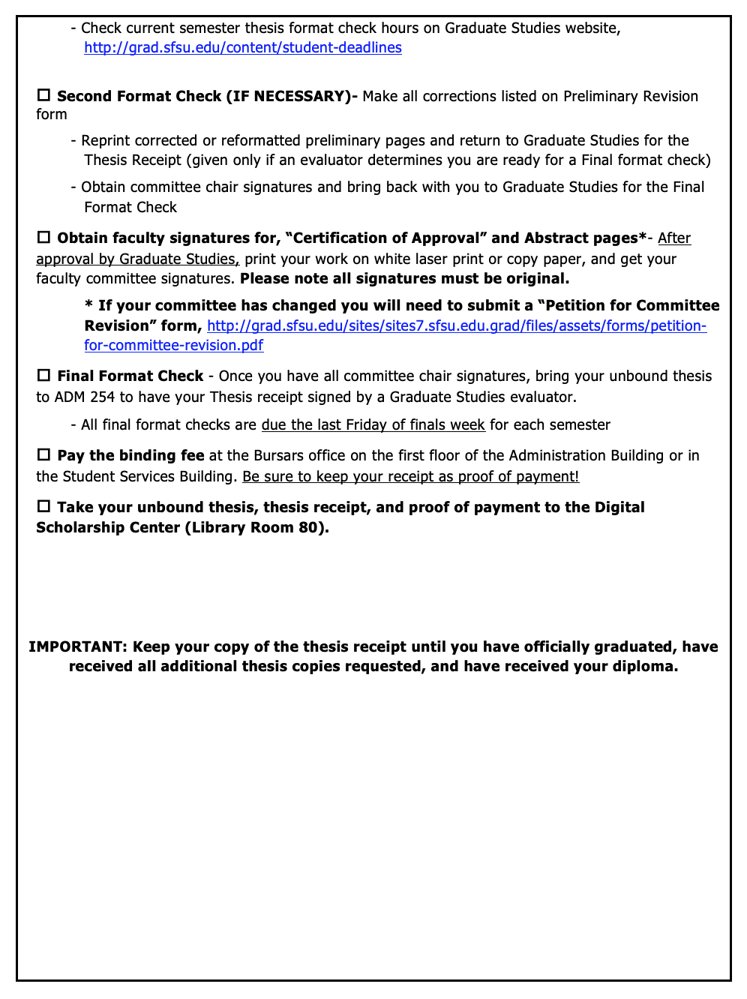 - Check current semester thesis format check hours on Graduate Studies website,
http://grad.sfsu.edu/content/student-deadlines
☐ Second Format Check (IF NECESSARY)- Make all corrections listed on Preliminary Revision
form
- Reprint corrected or reformatted preliminary pages and return to Graduate Studies for the
Thesis Receipt (given only if an evaluator determines you are ready for a Final format check)
- Obtain committee chair signatures and bring back with you to Graduate Studies for the Final
Format Check
☐ Obtain faculty signatures for, “Certification of Approval” and Abstract pages*- After
approval by Graduate Studies, print your work on white laser print or copy paper, and get your
faculty committee signatures. Please note all signatures must be original.
* If your committee has changed you will need to submit a “Petition for Committee
Revision” form, http://grad.sfsu.edu/sites/sites7.sfsu.edu.grad/files/assets/forms/petition-
for-committee-revision.pdf
☐ Final Format Check - Once you have all committee chair signatures, bring your unbound thesis
to ADM 254 to have your Thesis receipt signed by a Graduate Studies evaluator.
- All final format checks are due the last Friday of finals week for each semester
☐ Pay the binding fee at the Bursars office on the first floor of the Administration Building or in
the Student Services Building. Be sure to keep your receipt as proof of payment!
☐ Take your unbound thesis, thesis receipt, and proof of payment to the Digital
Scholarship Center (Library Room 80).
IMPORTANT: Keep your copy of the thesis receipt until you have officially graduated, have
received all additional thesis copies requested, and have received your diploma.